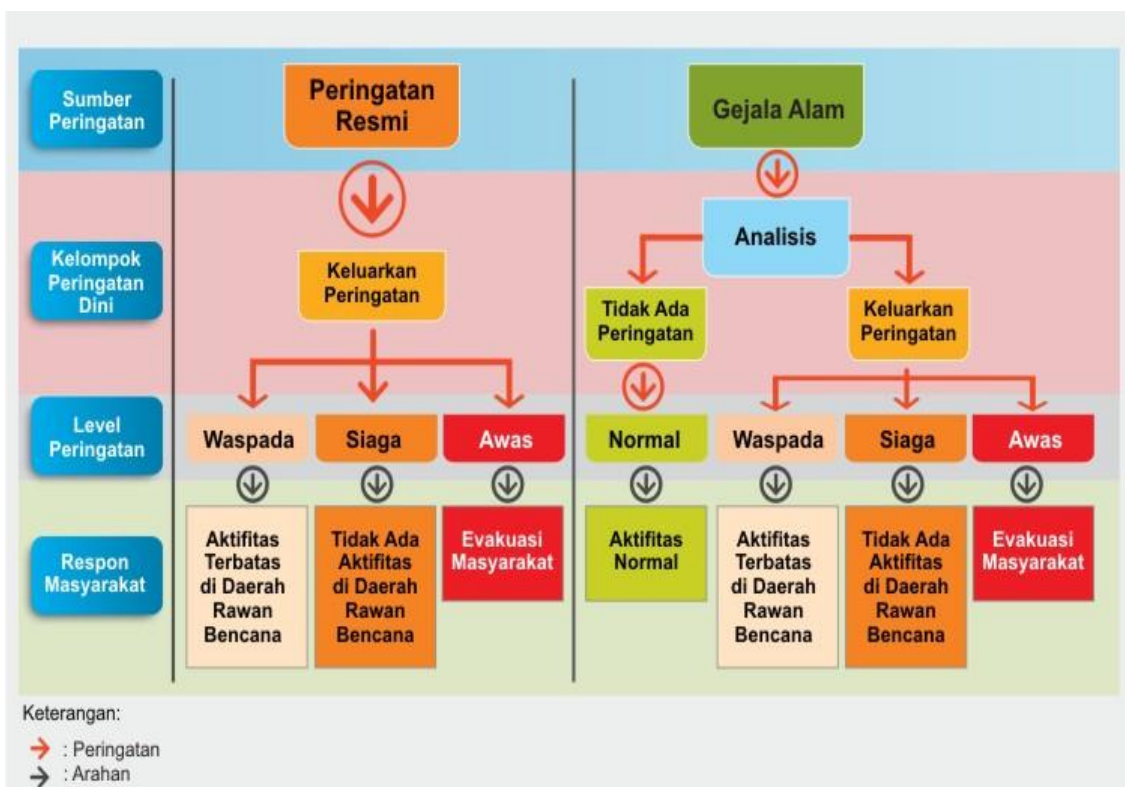 Sumber
Peringatan
Peringatan
Resmi
Gejala Alam
Kelompok
Peringatan
Dini
Keluarkan
Peringatan
Analisis
Tidak Ada
Peringatan
Keluarkan
Peringatan
Level
Peringatan
Waspada
Siaga
Awas
Normal
Waspada
Siaga
Awas
Respon
Masyarakat
Aktifitas
Terbatas
di Daerah
Rawan
Bencana
Tidak Ada
Aktifitas
di Daerah
Rawan
Bencana
Evakuasi
Masyarakat
Aktifitas
Normal
Aktifitas
Terbatas
di Daerah
Rawan
Bencana
Tidak Ada
Aktifitas
di Daerah
Rawan
Bencana
Evakuasi
Masyarakat
Keterangan:
: Peringatan
: Arahan